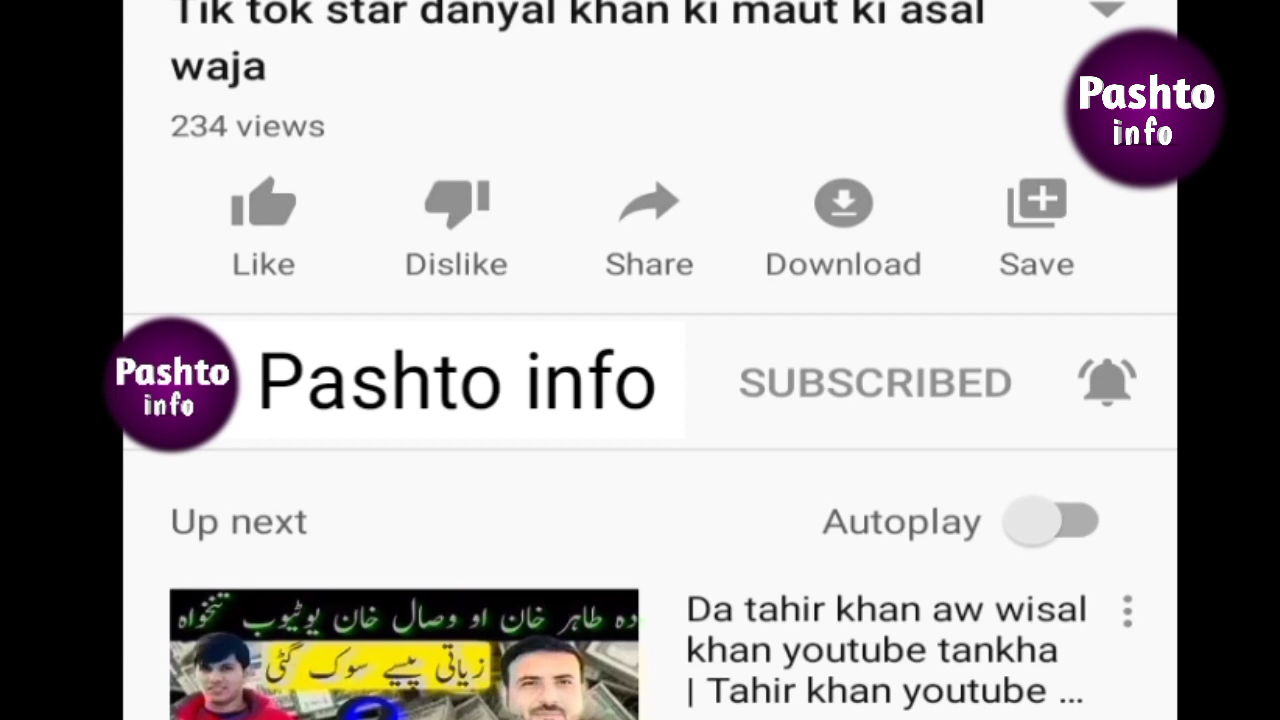 Tik tok star danyal khan ki maut ki asal
waja
234 views
Pashto
info
Like
Dislike
Share
Download
Save
Pashto
info
Pashto info
SUBSCRIBED
Up next
Autoplay
ده طاہر خان او وصال خان یوٹیوب تنخواه
زیاتی پیسے سوک گٹی
Da tahir khan aw wisal
khan youtube tankha
| Tahir khan youtube ...